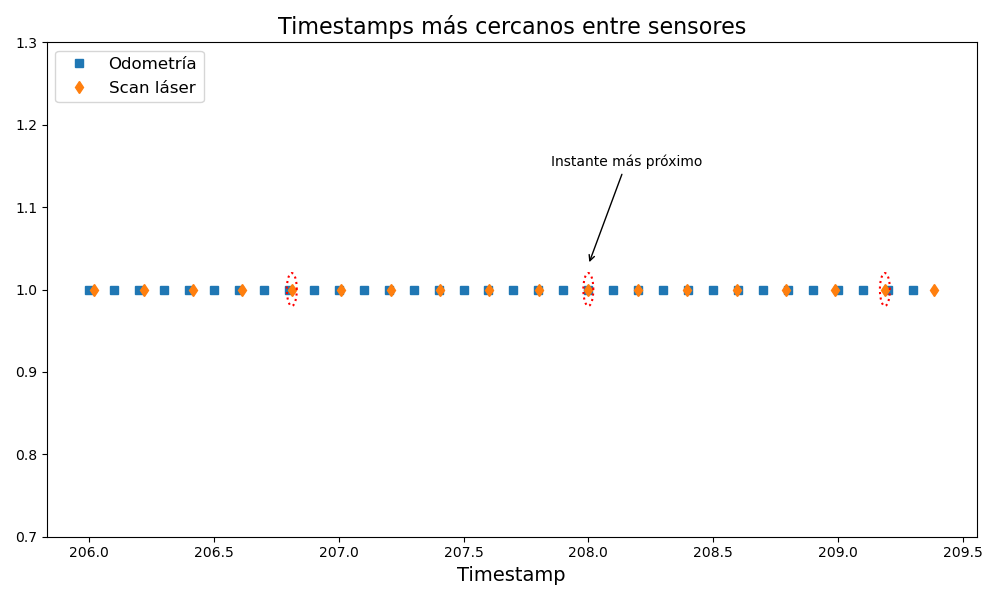 Timestamps más cercanos entre sensores
1.3
Odometría
Scan láser
1.2
Instante más próximo
1.1
1.0
0.9
0.8
0.7
206.0 206.5 207.0 207.5 208.0 208.5 209.0 209.5
Timestamp